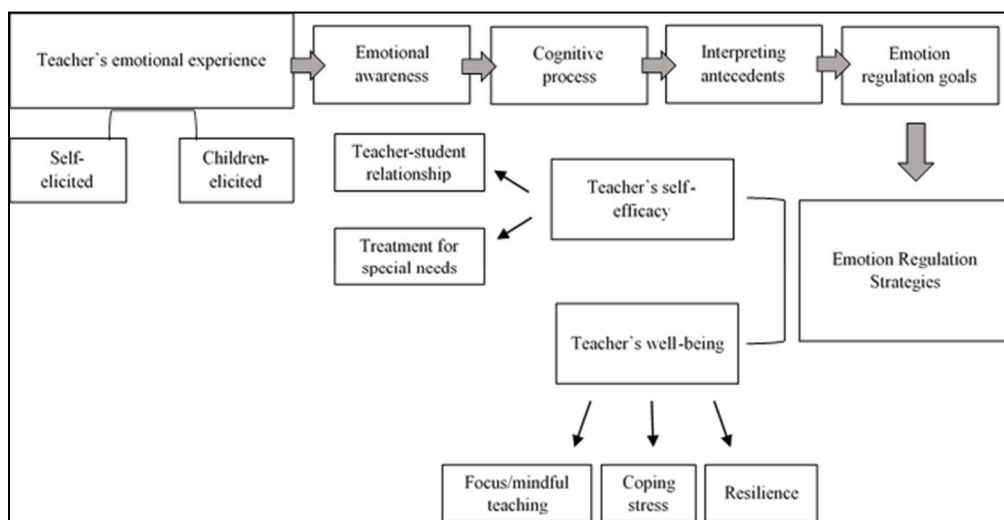 Teacher`s emotional experience
Emotional
awareness
Cognitive
process
Interpreting
antecedents
Emotion
regulation goals
Self-
elicited
Children-
elicited
Teacher-student
relationship
Treatment for
special needs
Teacher`s self-
efficacy
Emotion Regulation
Strategies
Teacher`s well-being
Focus/mindful
teaching
Coping
stress
Resilience